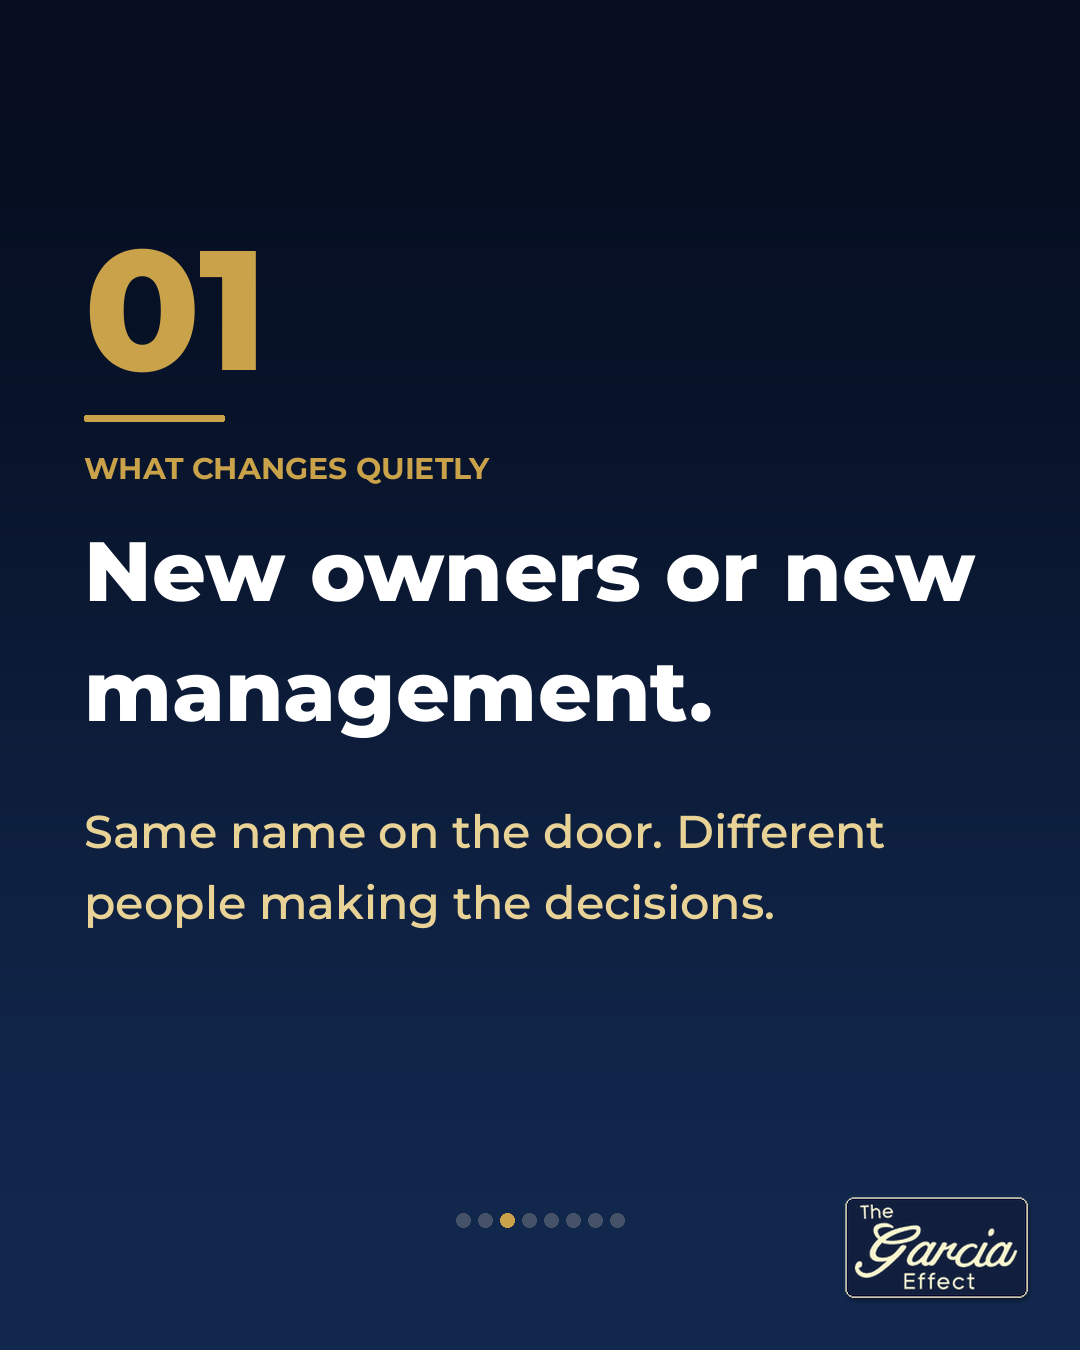 01
WHAT CHANGES QUIETLY
New owners or new
management.
Same name on the door. Different
people making the decisions.
The
Garcia
Effect